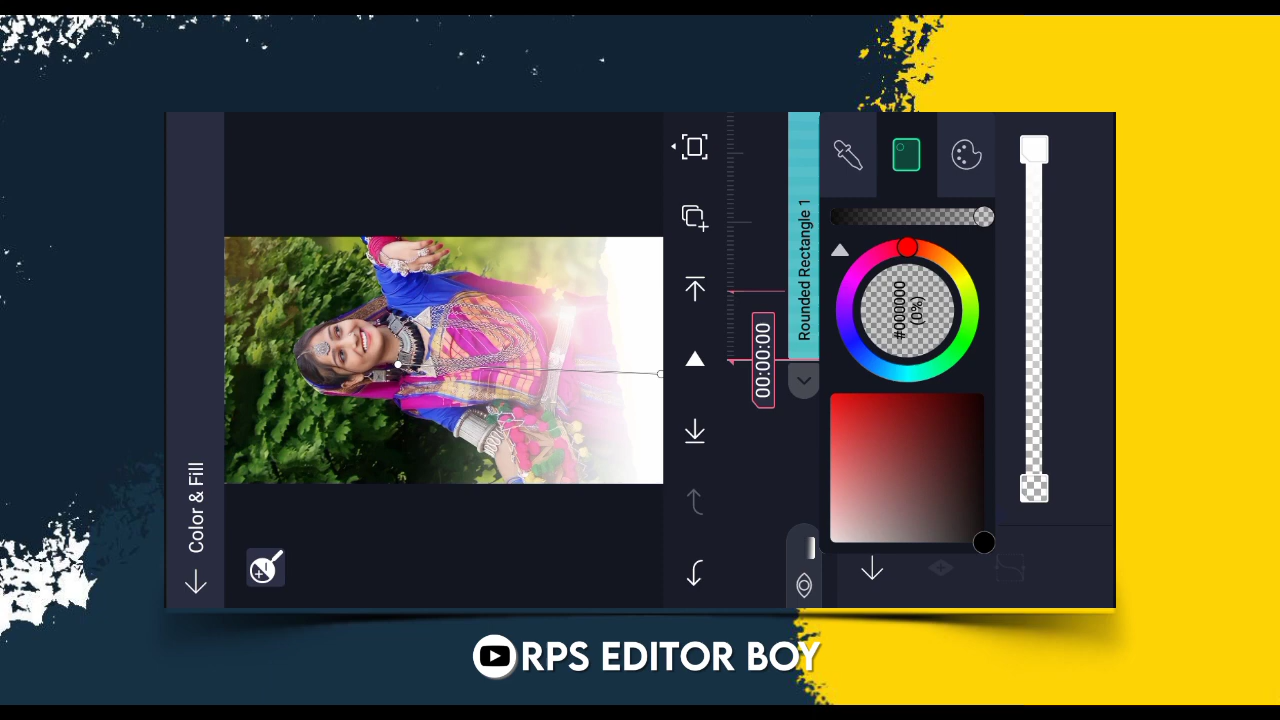 Color & Fill
00:00:00
Rounded Rectangle 1
#000000
(0%)
RPS EDITOR BOY